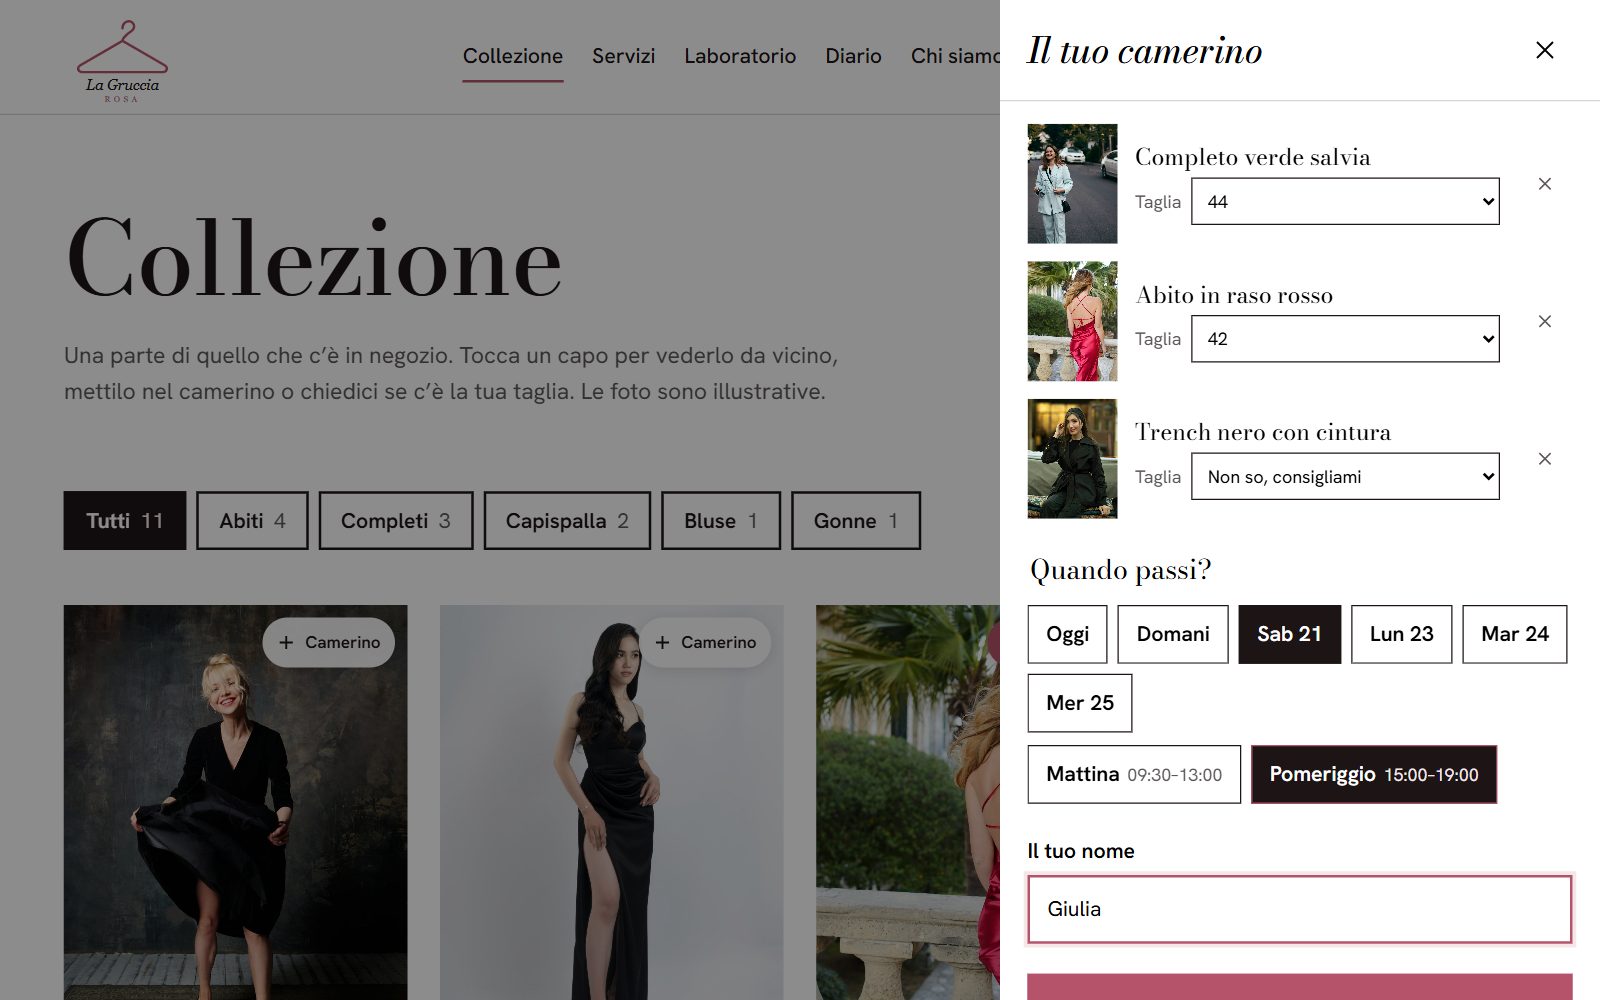 La Gruccia
ROSA
Collezione Servizi Laboratorio Diario Chi siamo
Collezione
Una parte di quello che c’è in negozio. Tocca un capo per vederlo da vicino,
mettilo nel camerino o chiedici se c’è la tua taglia. Le foto sono illustrative.
Tutti 11 Abiti 4 Completi 3 Capispalla 2 Bluse 1 Gonne 1
+ Camerino
+ Camerino
Il tuo camerino
Completo verde salvia
Taglia 44
Abito in raso rosso
Taglia 42
Trench nero con cintura
Taglia Non so, consigliami
Quando passi?
Oggi Domani Sab 21 Lun 23 Mar 24
Mer 25
Mattina 09:30–13:00 Pomeriggio 15:00–19:00
Il tuo nome
Giulia